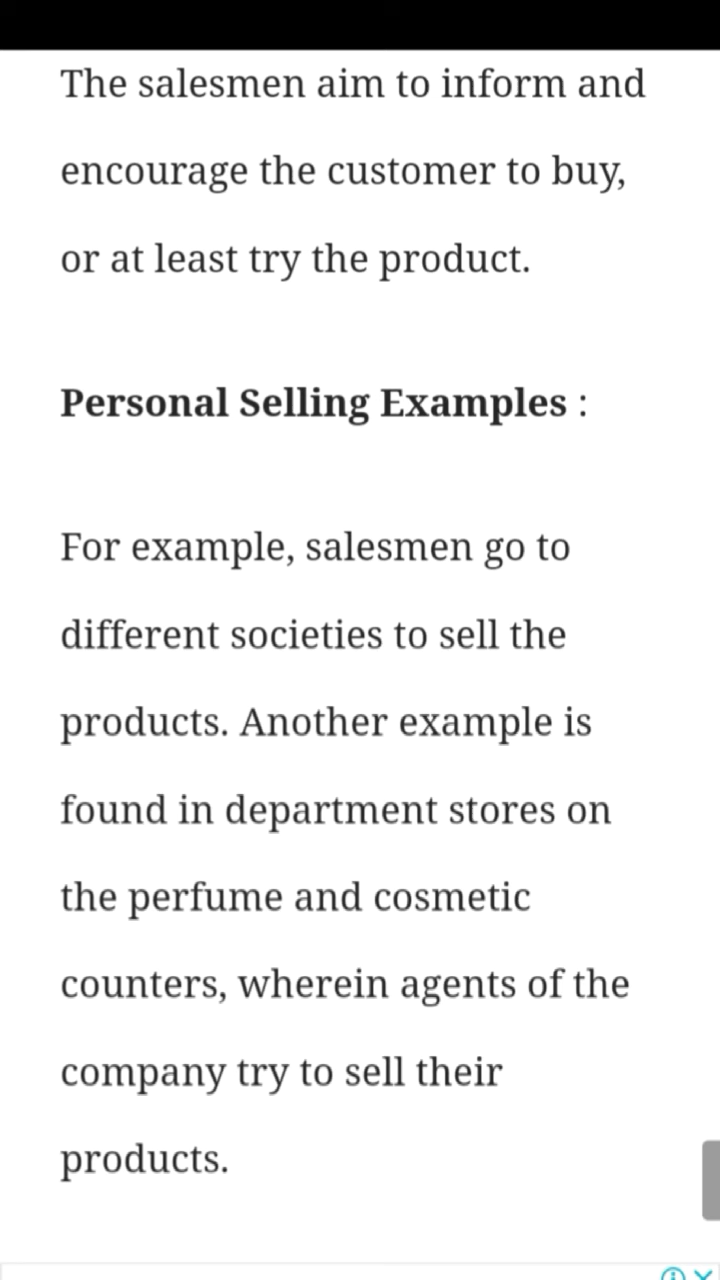 The salesmen aim to inform and
encourage the customer to buy,
or at least try the product.
Personal Selling Examples :
For example, salesmen go to
different societies to sell the
products. Another example is
found in department stores on
the perfume and cosmetic
counters, wherein agents of the
company try to sell their
products.